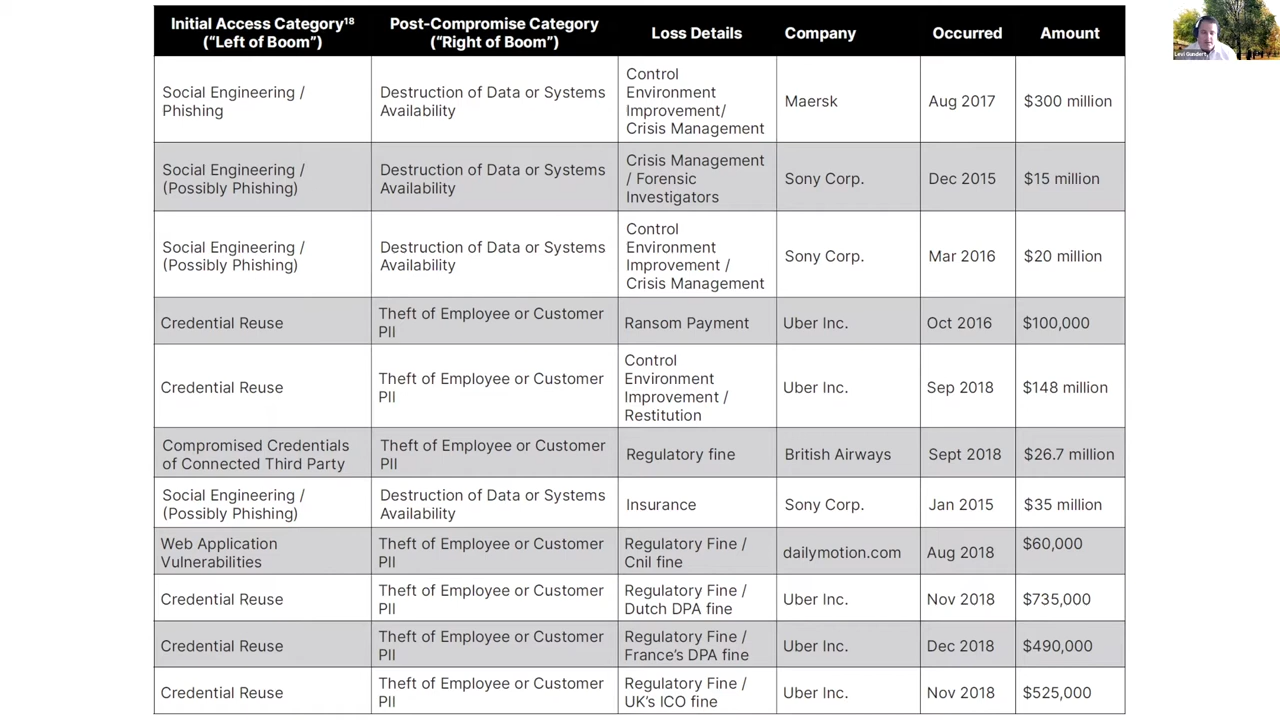 Initial Access Category18
("Left of Boom")
Post-Compromise Category
("Right of Boom")
Loss Details
Company
Occurred
Amount
Social Engineering /
Phishing
Destruction of Data or Systems
Availability
Control
Environment
Improvement/
Crisis Management
Maersk
Aug 2017
$300 million
Social Engineering /
(Possibly Phishing)
Destruction of Data or Systems
Availability
Crisis Management
/ Forensic
Investigators
Sony Corp.
Dec 2015
$15 million
Social Engineering /
(Possibly Phishing)
Destruction of Data or Systems
Availability
Control
Environment
Improvement /
Crisis Management
Sony Corp.
Mar 2016
$20 million
Credential Reuse
Theft of Employee or Customer
PII
Ransom Payment
Uber Inc.
Oct 2016
$100,000
Credential Reuse
Theft of Employee or Customer
PII
Control
Environment
Improvement /
Restitution
Uber Inc.
Sep 2018
$148 million
Compromised Credentials
of Connected Third Party
Theft of Employee or Customer
PII
Regulatory fine
British Airways
Sept 2018
$26.7 million
Social Engineering /
(Possibly Phishing)
Destruction of Data or Systems
Availability
Insurance
Sony Corp.
Jan 2015
$35 million
Web Application
Vulnerabilities
Theft of Employee or Customer
PII
Regulatory Fine /
Cnil fine
dailymotion.com
Aug 2018
$60,000
Credential Reuse
Theft of Employee or Customer
PII
Regulatory Fine /
Dutch DPA fine
Uber Inc.
Nov 2018
$735,000
Credential Reuse
Theft of Employee or Customer
PII
Regulatory Fine /
France's DPA fine
Uber Inc.
Dec 2018
$490,000
Credential Reuse
Theft of Employee or Customer
PII
Regulatory Fine /
UK's ICO fine
Uber Inc.
Nov 2018
$525,000
Levi Gundert